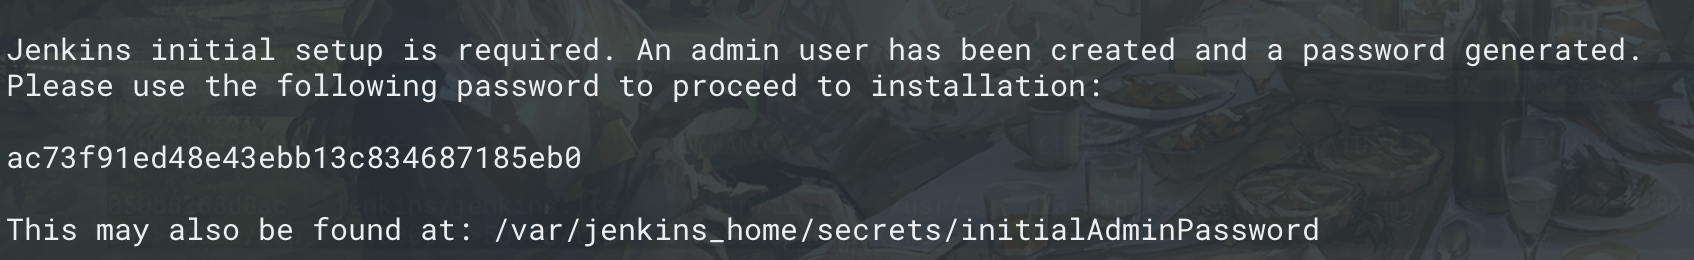 Jenkins initial setup is required. An admin user has been created and a password generated.
Please use the following password to proceed to installation:
ac73f91ed48e43ebb13c834687185eb0
This may also be found at: /var/jenkins_home/secrets/initialAdminPassword